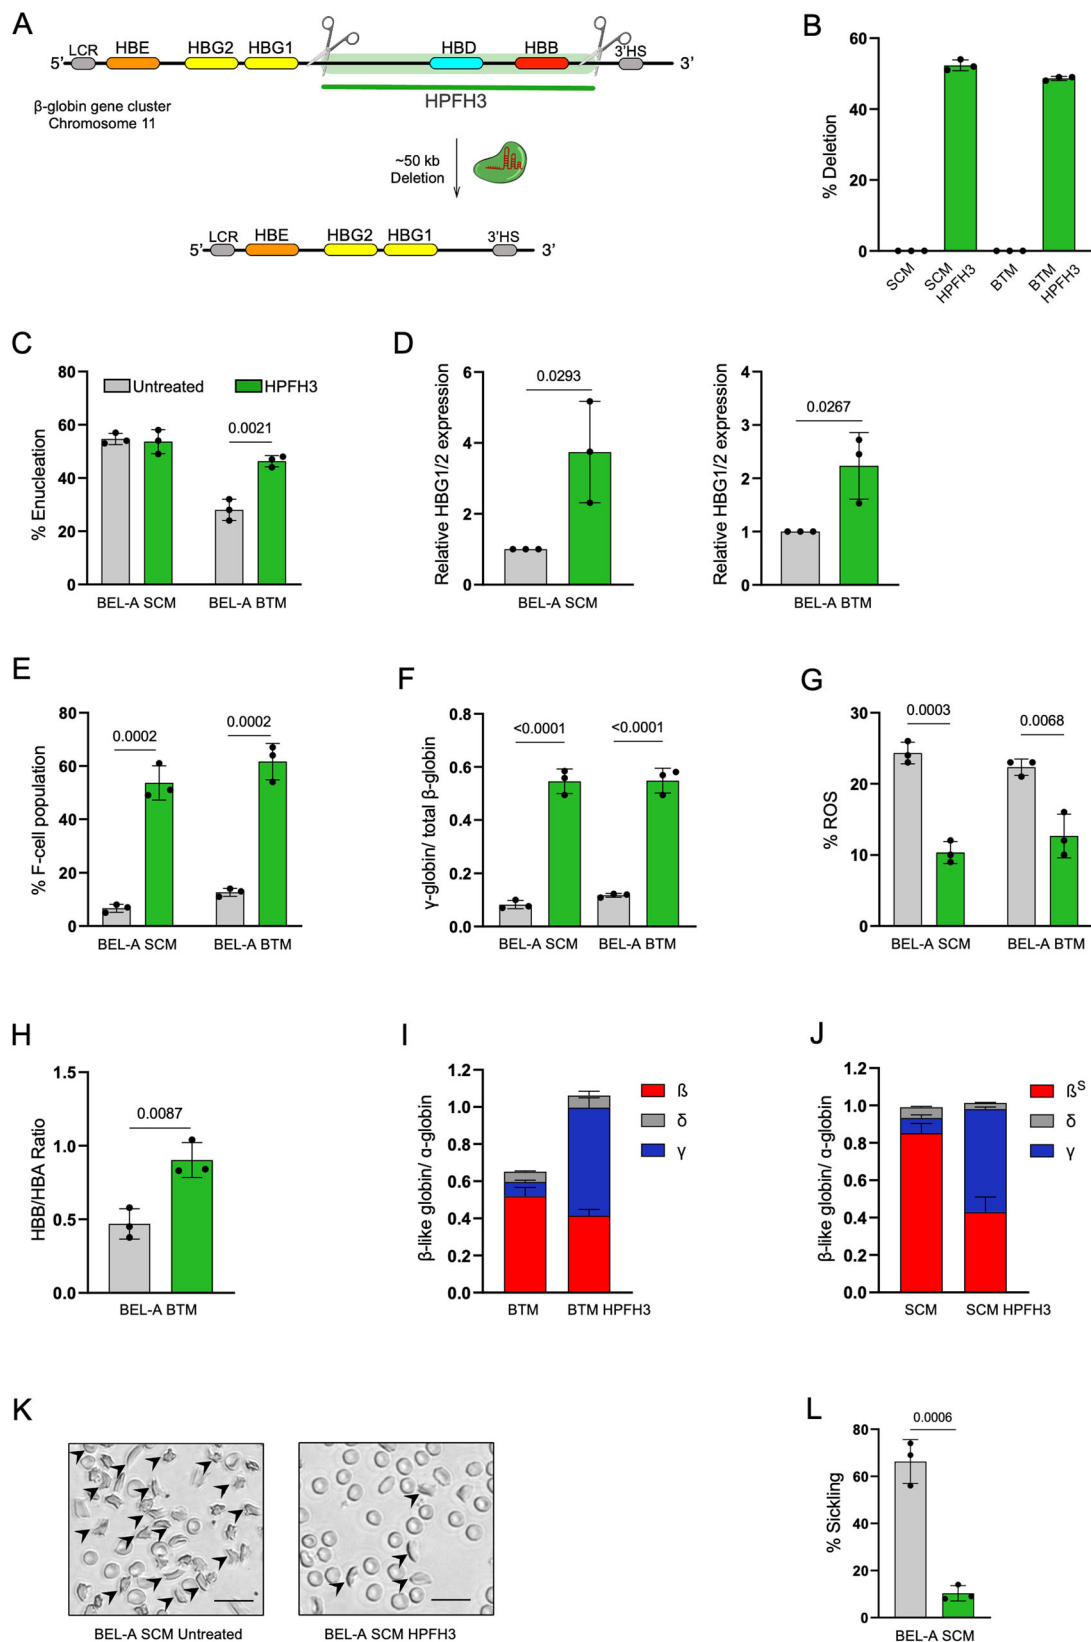 A
LCR HBE HBG2 HBG1 HBD HBB 3'HS
5' 3'
HPFH3
β-globin gene cluster
Chromosome 11
~50 kb
Deletion
LCR HBE HBG2 HBG1 3'HS
5' 3'
B
% Deletion
60
40
20
0
SCM
SCM HPFH3
BTM
BTM HPFH3
C
% Enucleation
80
60
40
20
0
Untreated HPFH3
0.0021
BEL-A SCM BEL-A BTM
D
Relative HBG1/2 expression
6
4
2
0
0.0293
BEL-A SCM
Relative HBG1/2 expression
4
3
2
1
0
0.0267
BEL-A BTM
E
% F-cell population
80
60
40
20
0
0.0002 0.0002
BEL-A SCM BEL-A BTM
F
γ-globin/ total β-globin
0.8
0.6
0.4
0.2
0.0
<0.0001 <0.0001
BEL-A SCM BEL-A BTM
G
% ROS
30
20
10
0
0.0003 0.0068
BEL-A SCM BEL-A BTM
H
HBB/HBA Ratio
1.5
1.0
0.5
0.0
0.0087
BEL-A BTM
I
β-like globin/ α-globin
1.2
1.0
0.8
0.6
0.4
0.2
0.0
ß
δ
γ
BTM BTM HPFH3
J
β-like globin/ α-globin
1.2
1.0
0.8
0.6
0.4
0.2
0.0
ßS
δ
γ
SCM SCM HPFH3
K
BEL-A SCM Untreated BEL-A SCM HPFH3
L
% Sickling
80
60
40
20
0
0.0006
BEL-A SCM